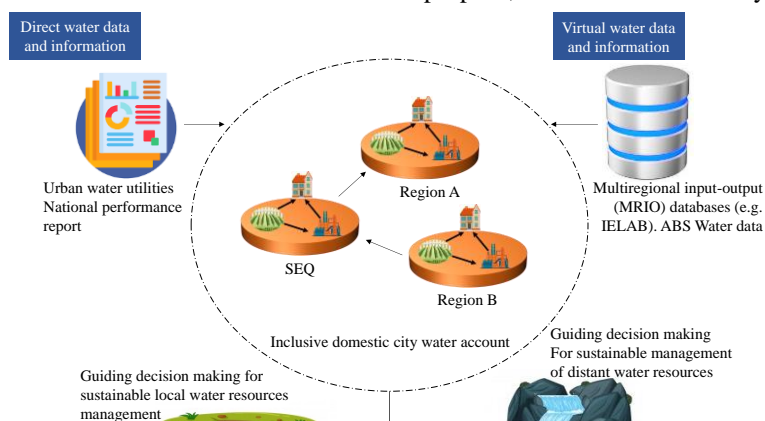 Direct water data
and information
Virtual water data
and information
Urban water utilities
National performance
report
Multiregional input-output
(MRIO) databases (e.g.
IELAB). ABS Water data
Region A
SEQ
Region B
Inclusive domestic city water account
Guiding decision making
For sustainable management
of distant water resources
Guiding decision making for
sustainable local water resources
management